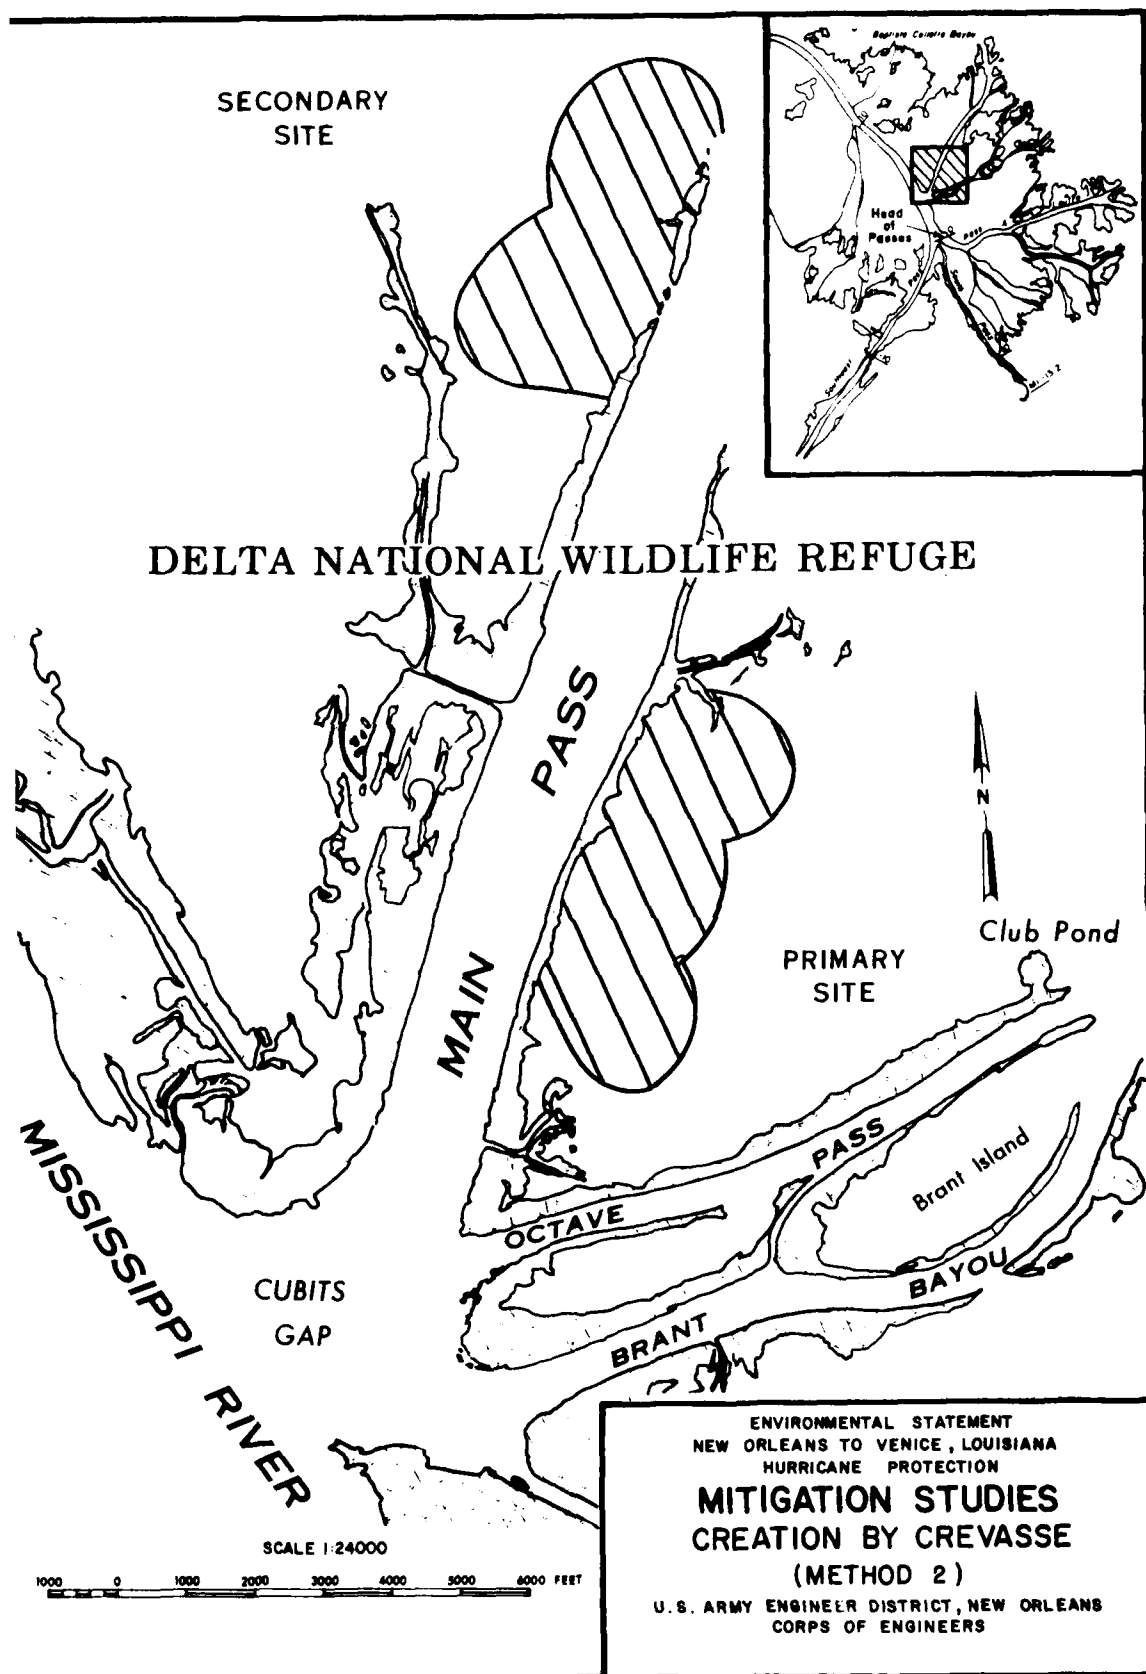 SECONDARY
SITE
Head
of
Passes
Pass
South
Southwest
DELTA NATIONAL WILDLIFE REFUGE
MAIN PASS
N
Club Pond
PRIMARY
SITE
OCTAVE PASS
Brant Island
BRANT BAYOU
MISSISSIPPI RIVER
CUBITS
GAP
SCALE 1:24000
1000 0 1000 2000 3000 4000 5000 6000 FEET
ENVIRONMENTAL STATEMENT
NEW ORLEANS TO VENICE, LOUISIANA
HURRICANE PROTECTION
MITIGATION STUDIES
CREATION BY CREVASSE
(METHOD 2)
U.S. ARMY ENGINEER DISTRICT, NEW ORLEANS
CORPS OF ENGINEERS